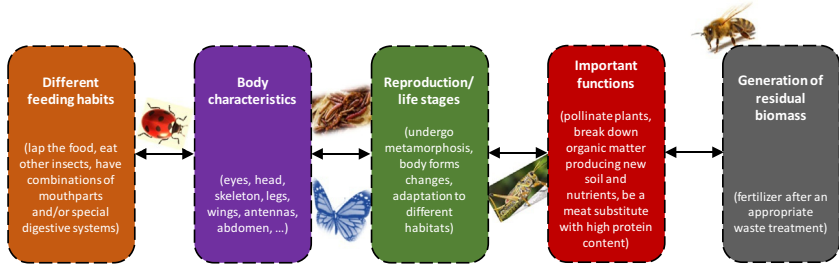 Different
feeding habits
(lap the food, eat
other insects, have
combinations of
mouthparts
and/or special
digestive systems)
Body
characteristics
(eyes, head,
skeleton, legs,
wings, antennas,
abdomen, ...)
Reproduction/
life stages
(undergo
metamorphosis,
body forms
changes,
adaptation to
different
habitats)
Important
functions
(pollinate plants,
break down
organic matter
producing new
soil and
nutrients, be a
meat substitute
with high protein
content)
Generation of
residual
biomass
(fertilizer after an
appropriate
waste treatment)